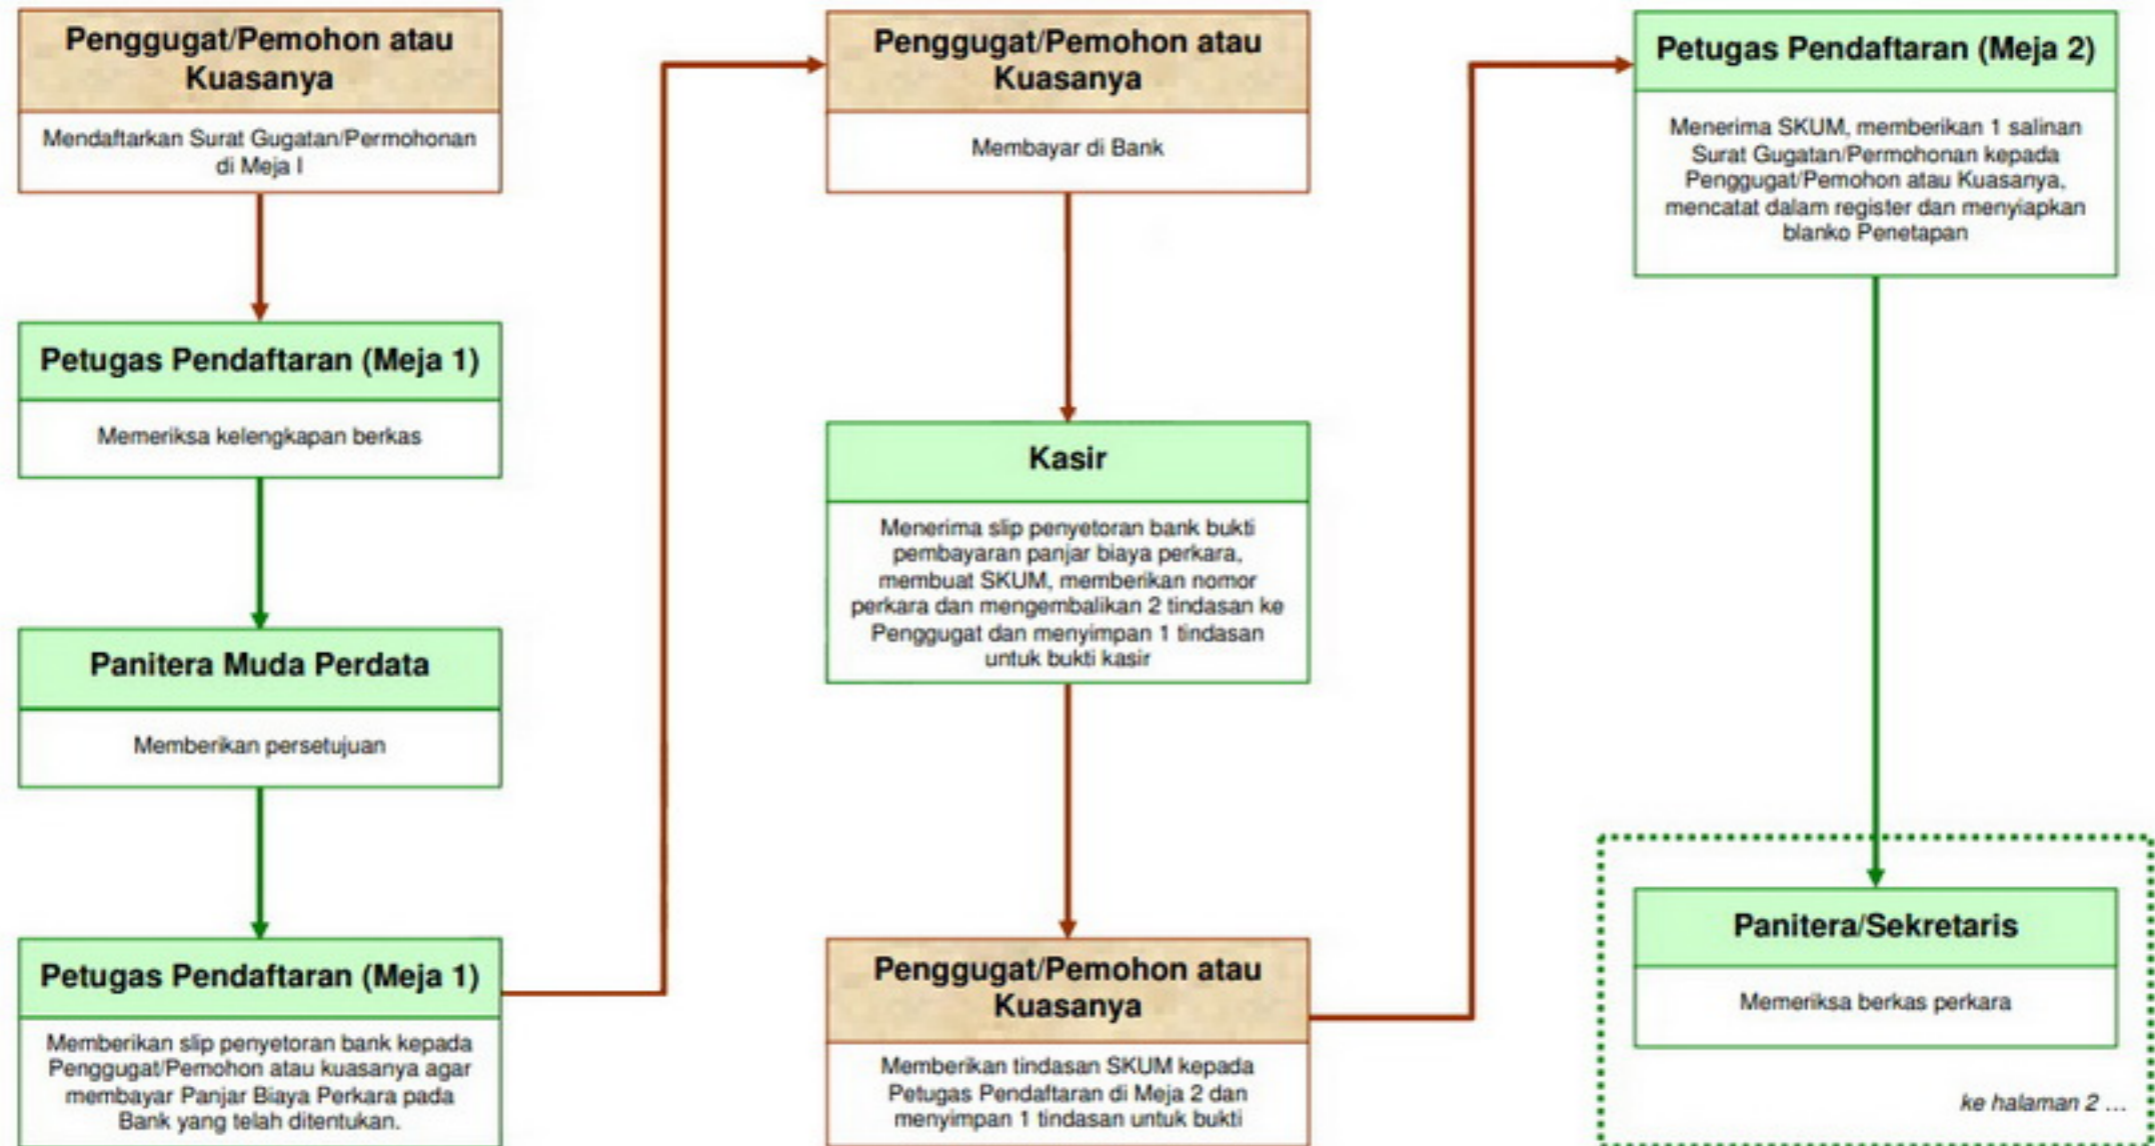 Penggugat/Pemohon atau
Kuasanya
Mendaftarkan Surat Gugatan/Permohonan
di Meja I
Petugas Pendaftaran (Meja 1)
Memeriksa kelengkapan berkas
Panitera Muda Perdata
Memberikan persetujuan
Petugas Pendaftaran (Meja 1)
Memberikan slip penyetoran bank kepada
Penggugat/Pemohon atau kuasanya agar
membayar Panjar Biaya Perkara pada
Bank yang telah ditentukan.
Penggugat/Pemohon atau
Kuasanya
Membayar di Bank
Kasir
Menerima slip penyetoran bank bukti
pembayaran panjar biaya perkara,
membuat SKUM, memberikan nomor
perkara dan mengembalikan 2 tindasan ke
Penggugat dan menyimpan 1 tindasan
untuk bukti kasir
Penggugat/Pemohon atau
Kuasanya
Memberikan tindasan SKUM kepada
Petugas Pendaftaran di Meja 2 dan
menyimpan 1 tindasan untuk bukti
Petugas Pendaftaran (Meja 2)
Menerima SKUM, memberikan 1 salinan
Surat Gugatan/Permohonan kepada
Penggugat/Pemohon atau Kuasanya,
mencatat dalam register dan menyiapkan
blanko Penetapan
Panitera/Sekretaris
Memeriksa berkas perkara
ke halaman 2 ...